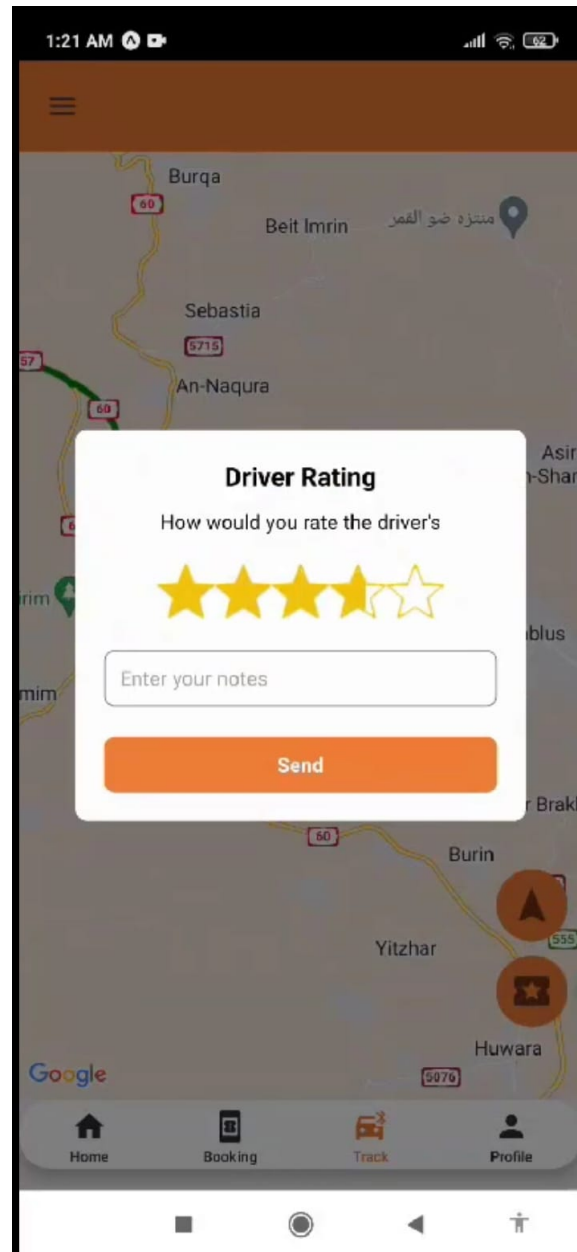 1:21 AM
62
Burqa
60
Beit Imrin
منتزه ضو القمر
Sebastia
5715
57
An-Naqura
60
Asir
Driver Rating
How would you rate the driver's
Enter your notes
Send
60
Burin
555
Yitzhar
Huwara
Google
5076
Home
Booking
Track
Profile